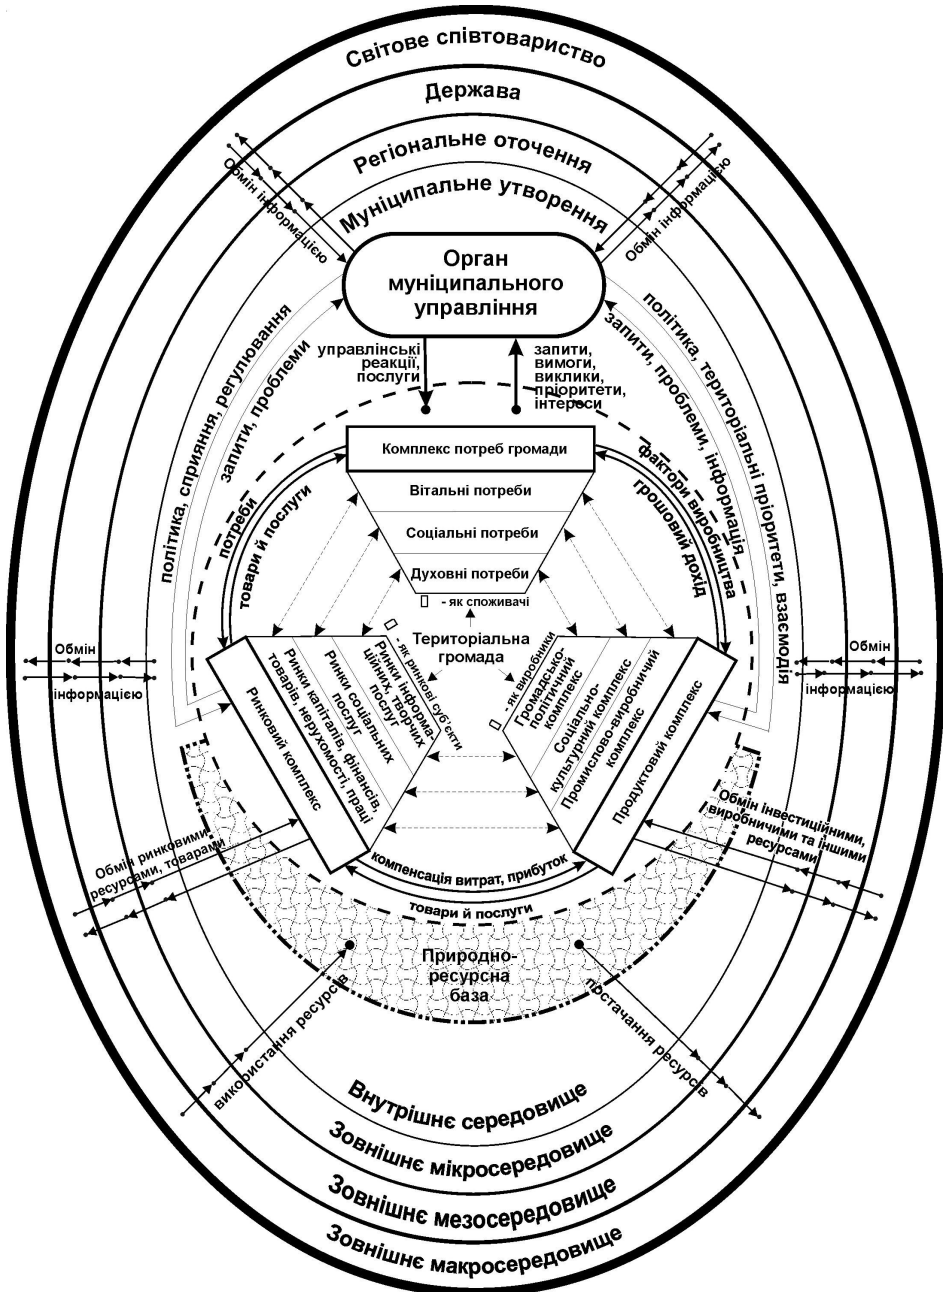 Світове співтовариство
Держава
Регіональне оточення
Муніципальне утворення
Обмін інформацією
Обмін інформацією
Орган
муніципального
управління
політика, сприяння, регулювання
запити, проблеми
політика, територіальні пріоритети, взаємодія
запити, проблеми, інформація
управлінські
реакції,
послуги
запити,
вимоги,
виклики,
пріоритети,
інтероси
Комплекс потреб громади
Вітальні потреби
Соціальні потреби
Духовні потреби
- як споживачі
потреби
товари й послуги
фактори виробництва
грошовий дохід
Територіальна
громада
- як ринкові суб'єкти
- як виробники
Ринковий комплекс
Ринки капіталів, фінансів,
товарів, нерухомості, праці
Ринки соціальних
послуг
Ринки інформа-
ційних, творчих
послуг
Громадсько-
політичний
комплекс
Соціально-
культурний комплекс
Промислово-виробничий
комплекс
Продуктовий комплекс
Обмін
інформацією
Обмін
інформацією
Обмін ринковими
ресурсами, товарами
Обмін інвестиційними,
виробничими та іншими
ресурсами
компенсація витрат, прибуток
товари й послуги
Природно-
ресурсна
база
використання ресурсів
постачання ресурсів
Внутрішнє середовище
Зовнішнє мікросередовище
Зовнішнє мезосередовище
Зовнішнє макросередовище